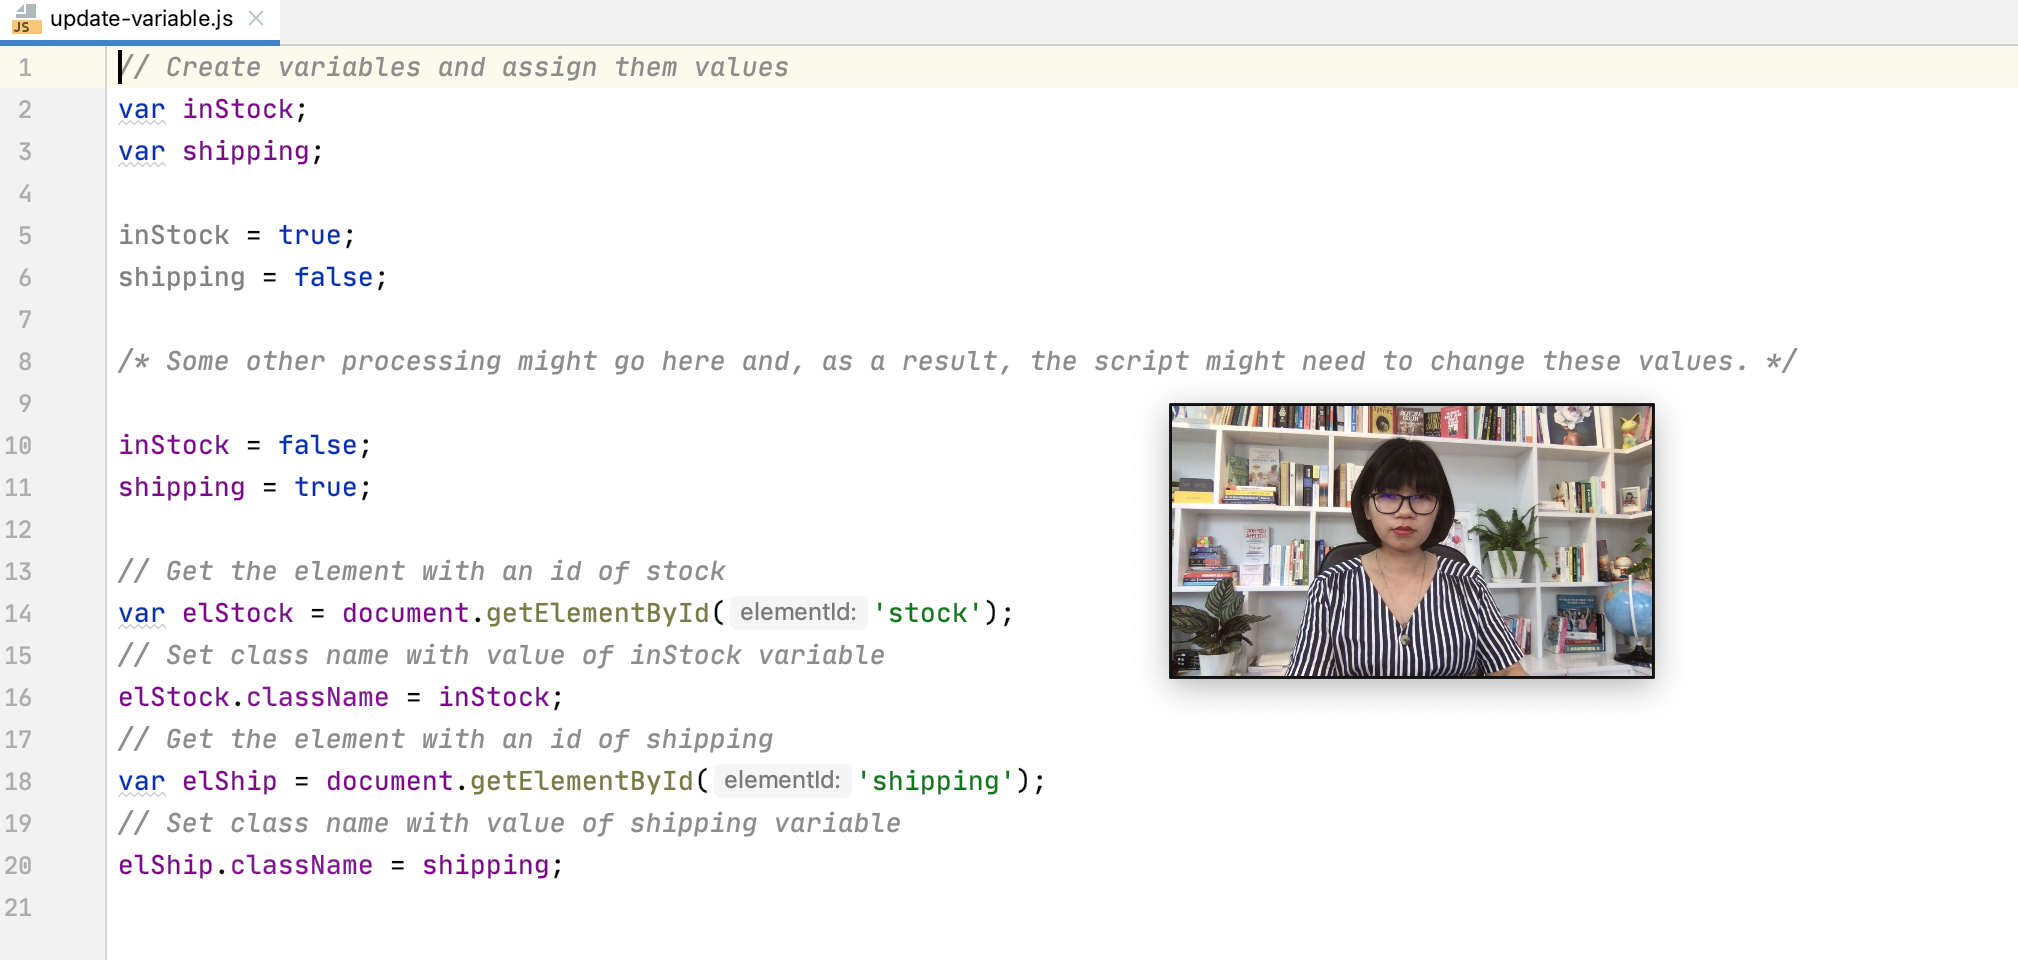 JS update-variable.js
1 // Create variables and assign them values
2 var inStock;
3 var shipping;
4
5 inStock = true;
6 shipping = false;
7
8 /* Some other processing might go here and, as a result, the script might need to change these values. */
9
10 inStock = false;
11 shipping = true;
12
13 // Get the element with an id of stock
14 var elStock = document.getElementById( elementId: 'stock');
15 // Set class name with value of inStock variable
16 elStock.className = inStock;
17 // Get the element with an id of shipping
18 var elShip = document.getElementById( elementId: 'shipping');
19 // Set class name with value of shipping variable
20 elShip.className = shipping;
21